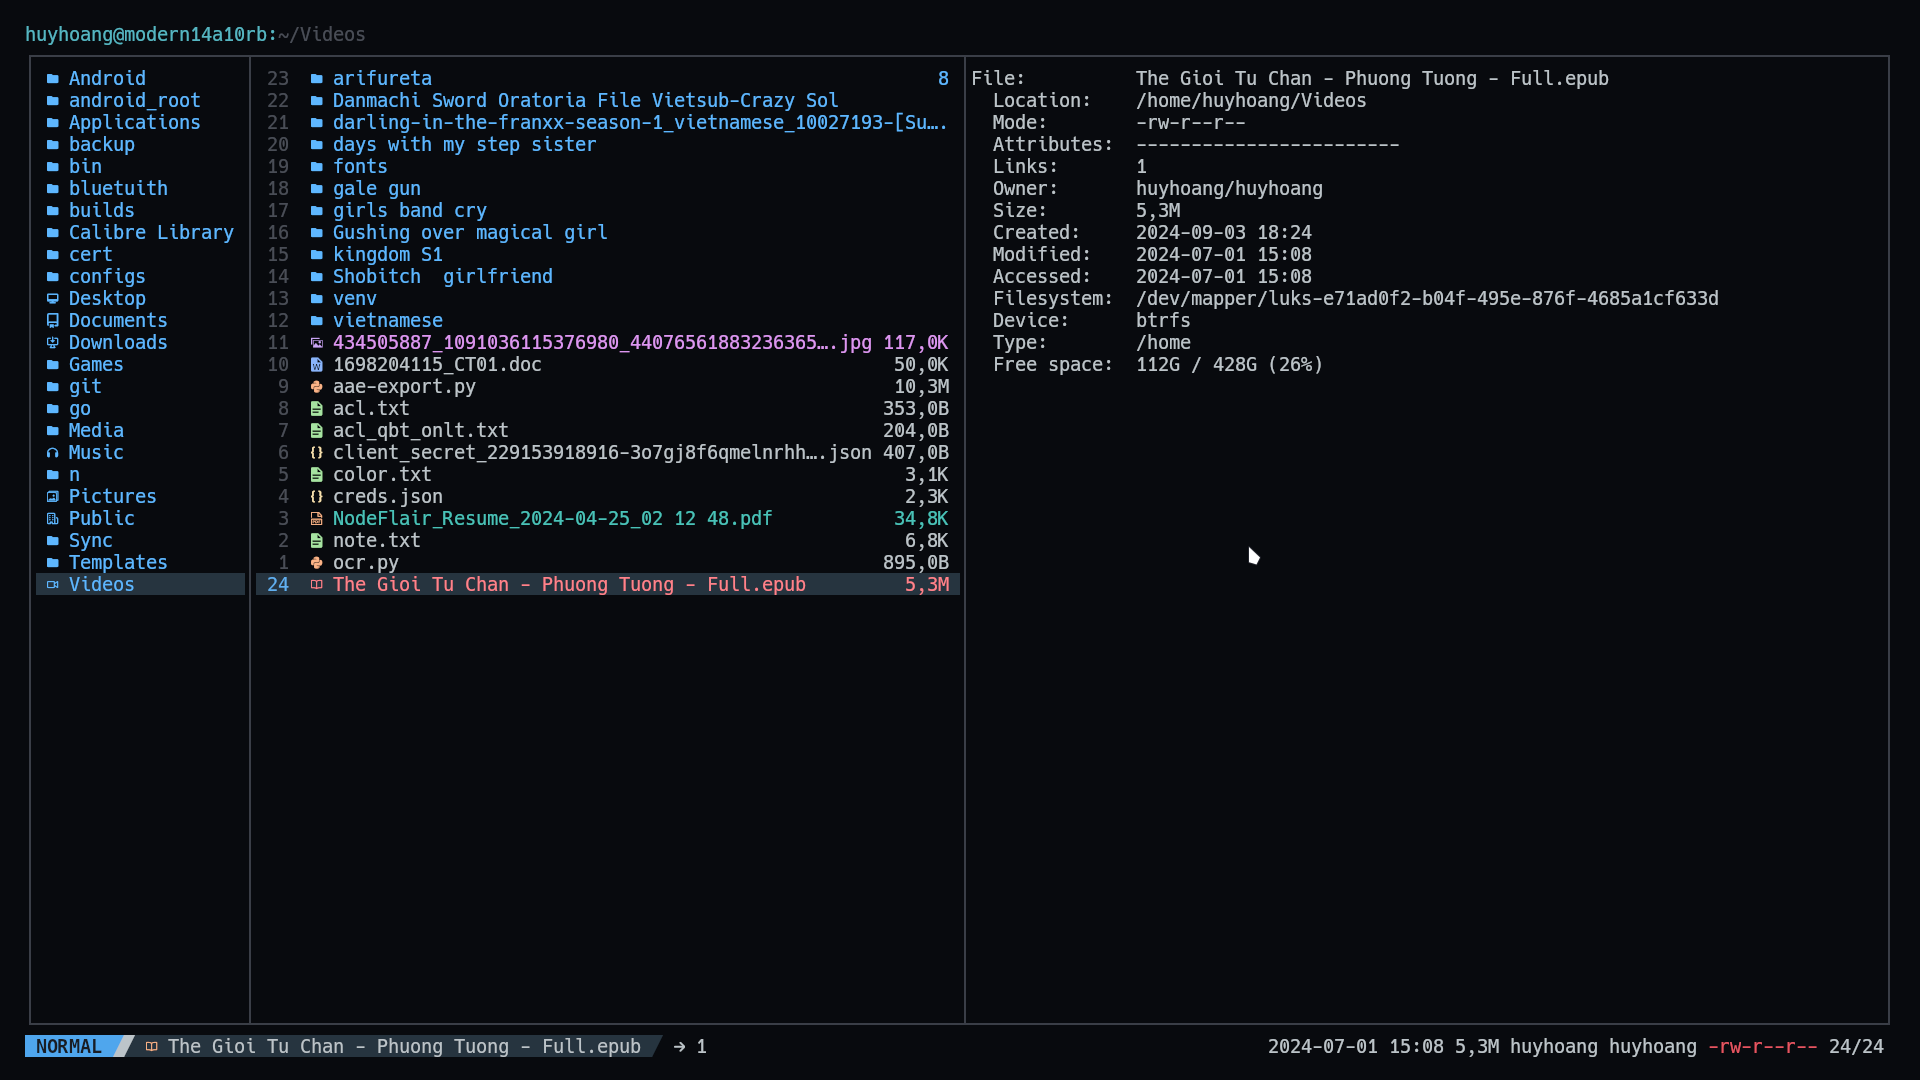 huyhoang@modern14a10rb:~/Videos
Android
android_root
Applications
backup
bin
bluetuith
builds
Calibre Library
cert
configs
Desktop
Documents
Downloads
Games
git
go
Media
Music
n
Pictures
Public
Sync
Templates
Videos
23 arifureta 8
22 Danmachi Sword Oratoria File Vietsub-Crazy Sol
21 darling-in-the-franxx-season-1_vietnamese_10027193-[Su….
20 days with my step sister
19 fonts
18 gale gun
17 girls band cry
16 Gushing over magical girl
15 kingdom S1
14 Shobitch  girlfriend
13 venv
12 vietnamese
11 434505887_1091036115376980_44076561883236365….jpg 117,0K
10 1698204115_CT01.doc 50,0K
9 aae-export.py 10,3M
8 acl.txt 353,0B
7 acl_qbt_onlt.txt 204,0B
6 client_secret_229153918916-3o7gj8f6qmelnrhh….json 407,0B
5 color.txt 3,1K
4 creds.json 2,3K
3 NodeFlair_Resume_2024-04-25_02 12 48.pdf 34,8K
2 note.txt 6,8K
1 ocr.py 895,0B
24 The Gioi Tu Chan - Phuong Tuong - Full.epub 5,3M
File: The Gioi Tu Chan - Phuong Tuong - Full.epub
Location: /home/huyhoang/Videos
Mode: -rw-r--r--
Attributes: ------------------------
Links: 1
Owner: huyhoang/huyhoang
Size: 5,3M
Created: 2024-09-03 18:24
Modified: 2024-07-01 15:08
Accessed: 2024-07-01 15:08
Filesystem: /dev/mapper/luks-e71ad0f2-b04f-495e-876f-4685a1cf633d
Device: btrfs
Type: /home
Free space: 112G / 428G (26%)
NORMAL The Gioi Tu Chan - Phuong Tuong - Full.epub → 1
2024-07-01 15:08 5,3M huyhoang huyhoang -rw-r--r-- 24/24